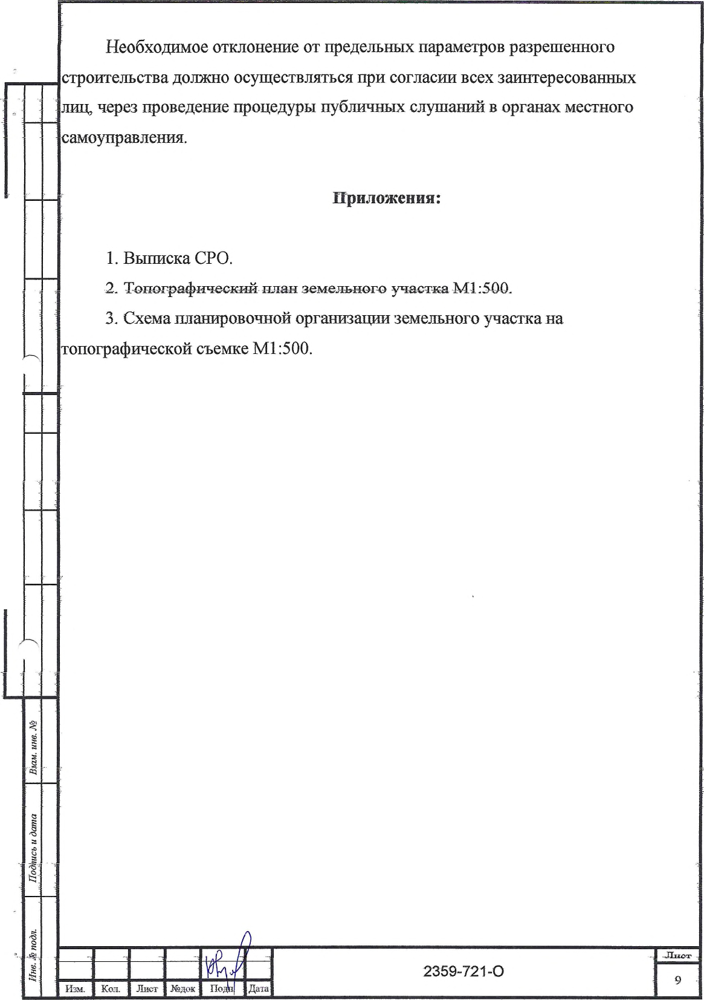 Необходимое отклонение от предельных параметров разрешенного
строительства должно осуществляться при согласии всех заинтересованных
лиц, через проведение процедуры публичных слушаний в органах местного
самоуправления.
Приложения:
1. Выписка СРО.
2. Топографический план земельного участка М1:500.
3. Схема планировочной организации земельного участка на
топографической съемке М1:500.
Взам. инв. №
Подпись и дата
Инв. № подл.
Изм. Кол. Лист №док Подп Дата
2359-721-О
Лист
9